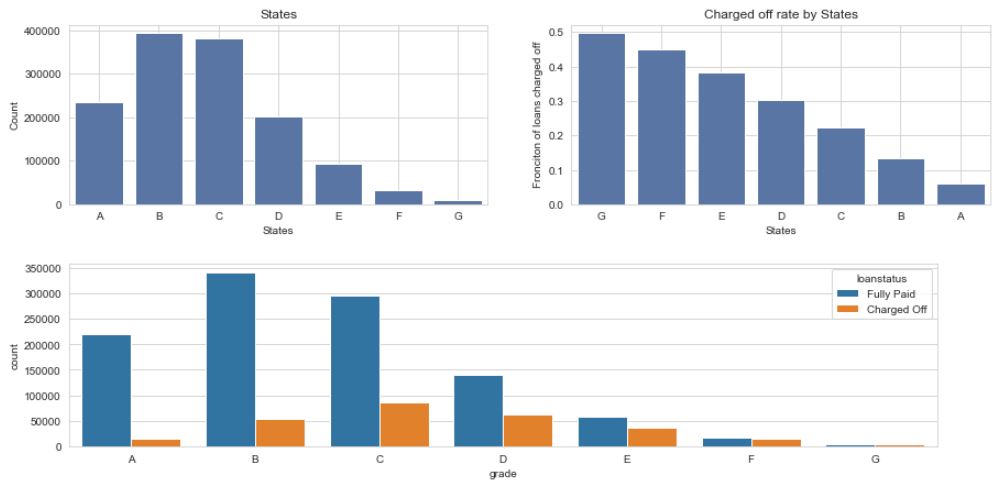 States
Count
400000
300000
200000
100000
0
A B C D E F G
States
Charged off rate by States
Fronciton of loans charged off
0.5
0.4
0.3
0.2
0.1
0.0
G F E D C B A
States
count
350000
300000
250000
200000
150000
100000
50000
0
loanstatus
Fully Paid
Charged Off
A B C D E F G
grade